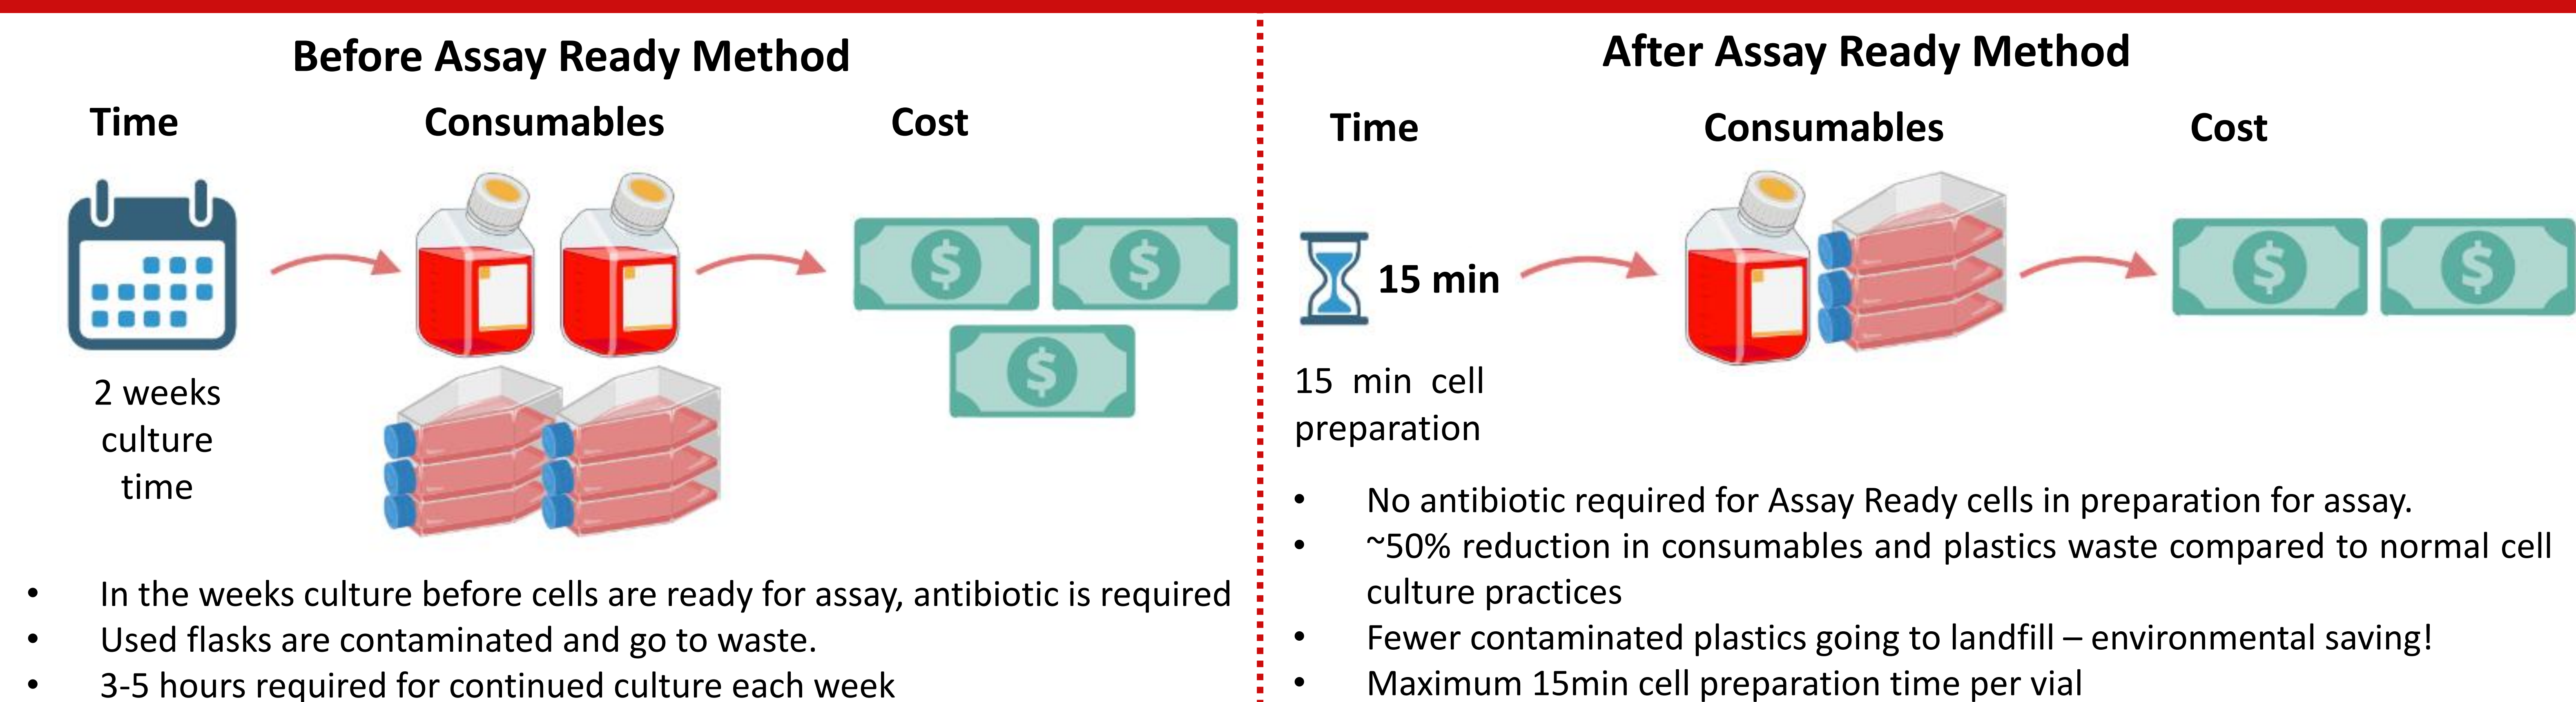 Before Assay Ready Method
Time
Consumables
Cost
$
$
$
2 weeks
culture
time
• In the weeks culture before cells are ready for assay, antibiotic is required
• Used flasks are contaminated and go to waste.
• 3-5 hours required for continued culture each week
After Assay Ready Method
Time
Consumables
Cost
15 min
$
$
15 min cell
preparation
• No antibiotic required for Assay Ready cells in preparation for assay.
• ~50% reduction in consumables and plastics waste compared to normal cell
culture practices
• Fewer contaminated plastics going to landfill – environmental saving!
• Maximum 15min cell preparation time per vial